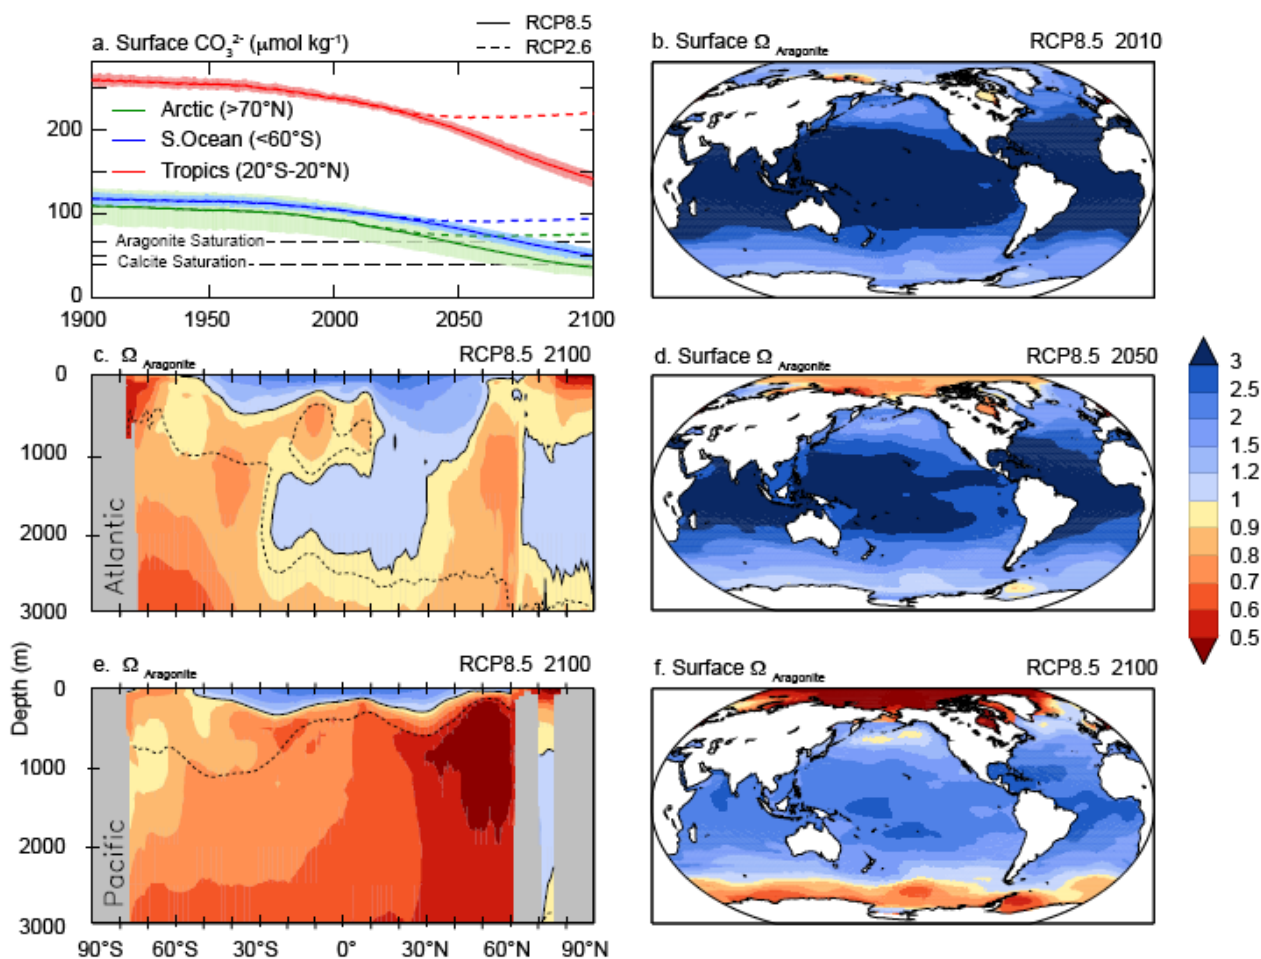 RCP8.5
RCP2.6
a. Surface CO₃²⁻ (μmol kg⁻¹)
200
100
0
Arctic (>70°N)
S.Ocean (<60°S)
Tropics (20°S-20°N)
Aragonite Saturation
Calcite Saturation
1900 1950 2000 2050 2100
b. Surface Ω Aragonite RCP8.5 2010
c. Ω Aragonite RCP8.5 2100
0
1000
2000
3000
Atlantic
d. Surface Ω Aragonite RCP8.5 2050
3
2.5
2
1.5
1.2
1
0.9
0.8
0.7
0.6
0.5
Depth (m)
e. Ω Aragonite RCP8.5 2100
0
1000
2000
3000
Pacific
90°S 60°S 30°S 0° 30°N 60°N 90°N
f. Surface Ω Aragonite RCP8.5 2100